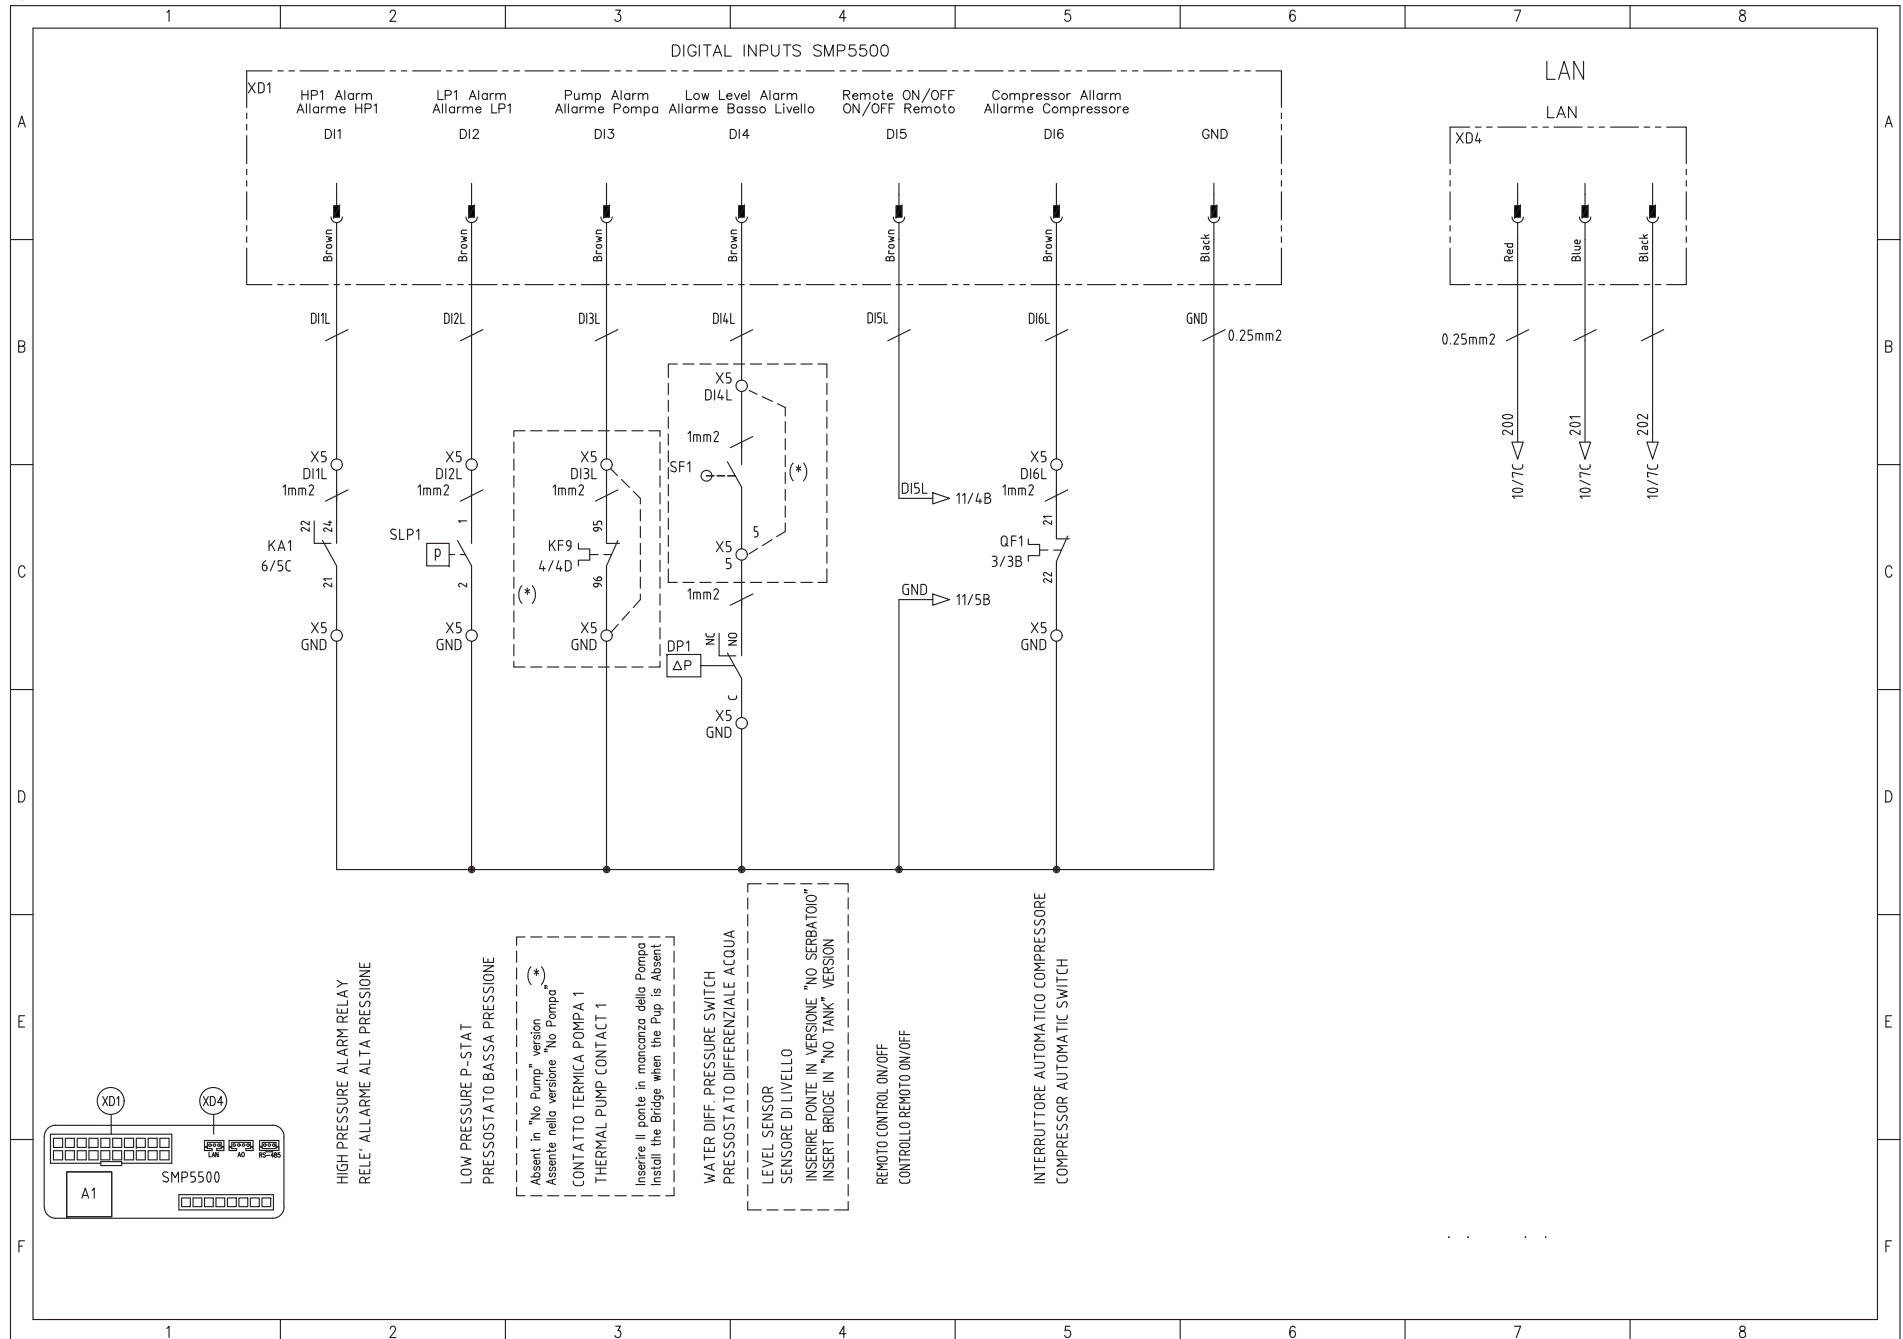 1 2 3 4 5 6 7 8
DIGITAL INPUTS SMP5500
LAN
XD1
HP1 Alarm
Allarme HP1
DI1
LP1 Alarm
Allarme LP1
DI2
Pump Alarm
Allarme Pompa
DI3
Low Level Alarm
Allarme Basso Livello
DI4
Remote ON/OFF
ON/OFF Remoto
DI5
Compressor Allarm
Allarme Compressore
DI6
GND
LAN
XD4
A
A
Brown
Brown
Brown
Brown
Brown
Brown
Black
Red
Blue
Black
DI1L
DI2L
DI3L
DI4L
DI5L
DI6L
GND
0.25mm2
0.25mm2
B
B
X5
DI4L
1mm2
SF1
(*)
5
X5
5
1mm2
200
201
202
10/7C
10/7C
10/7C
X5
DI1L
1mm2
22
24
KA1
6/5C
21
X5
GND
X5
DI2L
1mm2
1
SLP1
P
2
X5
GND
X5
DI3L
1mm2
95
KF9
4/4D
96
(*)
X5
GND
DI5L
11/4B
GND
11/5B
X5
DI6L
1mm2
21
QF1
3/3B
22
X5
GND
C
C
NC
NO
DP1
ΔP
C
X5
GND
D
D
HIGH PRESSURE ALARM RELAY
RELE' ALLARME ALTA PRESSIONE
LOW PRESSURE P-STAT
PRESSOSTATO BASSA PRESSIONE
(*)
Absent in "No Pump" version
Assente nella versione "No Pompa"
CONTATTO TERMICA POMPA 1
THERMAL PUMP CONTACT 1
Inserire Il ponte in mancanza della Pompa
Install the Bridge when the Pup is Absent
WATER DIFF. PRESSURE SWITCH
PRESSOSTATO DIFFERENZIALE ACQUA
LEVEL SENSOR
SENSORE DI LIVELLO
INSERIRE PONTE IN VERSIONE "NO SERBATOIO"
INSERT BRIDGE IN "NO TANK" VERSION
REMOTO CONTROL ON/OFF
CONTROLLO REMOTO ON/OFF
INTERRUTTORE AUTOMATICO COMPRESSORE
COMPRESSOR AUTOMATIC SWITCH
E
E
XD1
XD4
LAN
AO
RS-485
SMP5500
A1
F
F
1 2 3 4 5 6 7 8